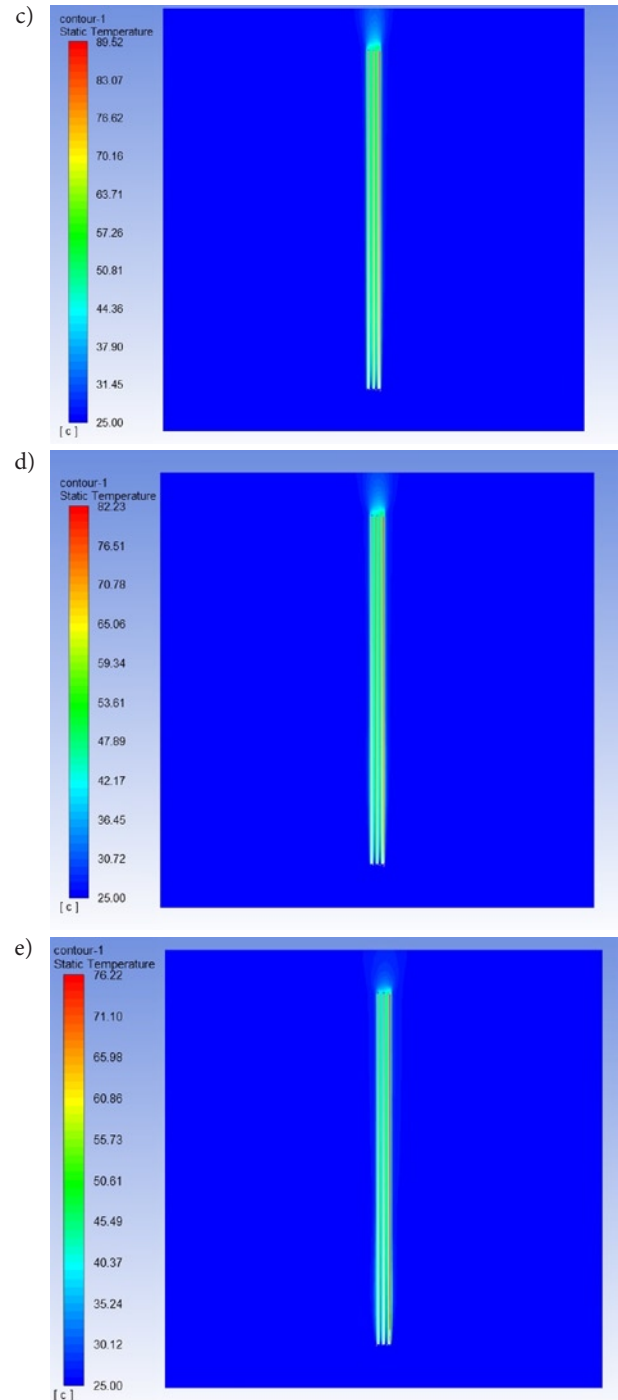 c)
contour-1
Static Temperature
89.52
83.07
76.62
70.16
63.71
57.26
50.81
44.36
37.90
31.45
25.00
[ c ]
d)
contour-1
Static Temperature
82.23
76.51
70.78
65.06
59.34
53.61
47.89
42.17
36.45
30.72
25.00
[ c ]
e)
contour-1
Static Temperature
76.22
71.10
65.98
60.86
55.73
50.61
45.49
40.37
35.24
30.12
25.00
[ c ]